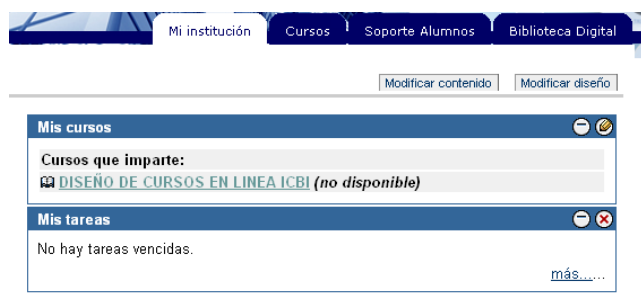 Mi institución Cursos Soporte Alumnos Biblioteca Digital
Modificar contenido Modificar diseño
Mis cursos
Cursos que imparte:
DISEÑO DE CURSOS EN LINEA ICBI (no disponible)
Mis tareas
No hay tareas vencidas.
más......